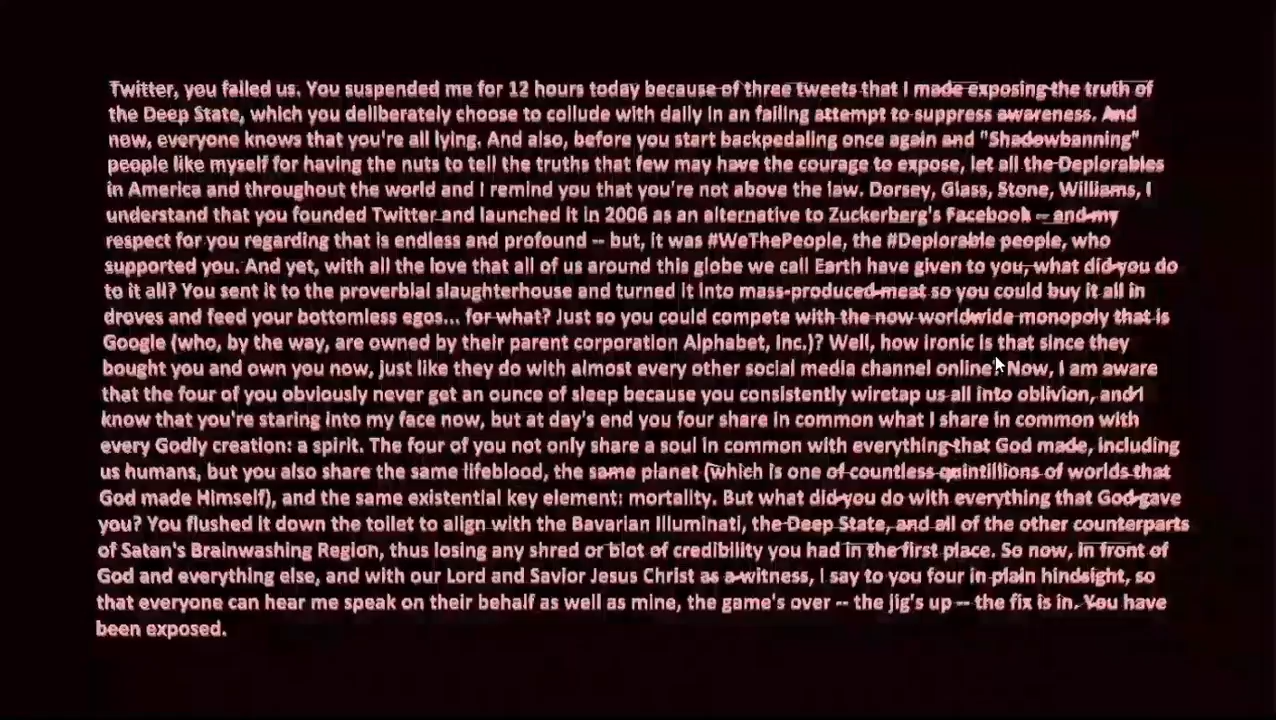 Twitter, you failed us. You suspended me for 12 hours today because of three tweets that I made exposing the truth of
the Deep State, which you deliberately choose to collude with daily in an failing attempt to suppress awareness. And
now, everyone knows that you're all lying. And also, before you start backpedaling once again and "Shadowbanning"
people like myself for having the nuts to tell the truths that few may have the courage to expose, let all the Deplorables
in America and throughout the world and I remind you that you're not above the law. Dorsey, Glass, Stone, Williams, I
understand that you founded Twitter and launched it in 2006 as an alternative to Zuckerberg's Facebook -- and my
respect for you regarding that is endless and profound -- but, it was #WeThePeople, the #Deplorable people, who
supported you. And yet, with all the love that all of us around this globe we call Earth have given to you, what did you do
to it all? You sent it to the proverbial slaughterhouse and turned it into mass-produced meat so you could buy it all in
droves and feed your bottomless egos... for what? Just so you could compete with the now worldwide monopoly that is
Google (who, by the way, are owned by their parent corporation Alphabet, Inc.)? Well, how ironic is that since they
bought you and own you now, just like they do with almost every other social media channel online? Now, I am aware
that the four of you obviously never get an ounce of sleep because you consistently wiretap us all into oblivion, and I
know that you're staring into my face now, but at day's end you four share in common what I share in common with
every Godly creation: a spirit. The four of you not only share a soul in common with everything that God made, including
us humans, but you also share the same lifeblood, the same planet (which is one of countless quintillions of worlds that
God made Himself), and the same existential key element: mortality. But what did you do with everything that God gave
you? You flushed it down the toilet to align with the Bavarian Illuminati, the Deep State, and all of the other counterparts
of Satan's Brainwashing Region, thus losing any shred or blot of credibility you had in the first place. So now, in front of
God and everything else, and with our Lord and Savior Jesus Christ as a witness, I say to you four in plain hindsight, so
that everyone can hear me speak on their behalf as well as mine, the game's over -- the jig's up -- the fix is in. You have
been exposed.